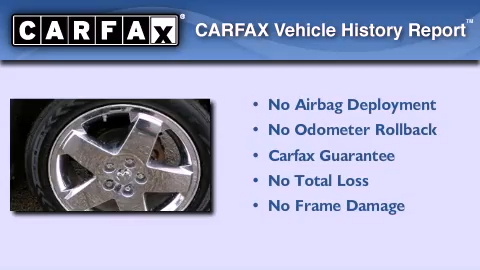 CARFAX® CARFAX Vehicle History Report™
• No Airbag Deployment
• No Odometer Rollback
• Carfax Guarantee
• No Total Loss
• No Frame Damage